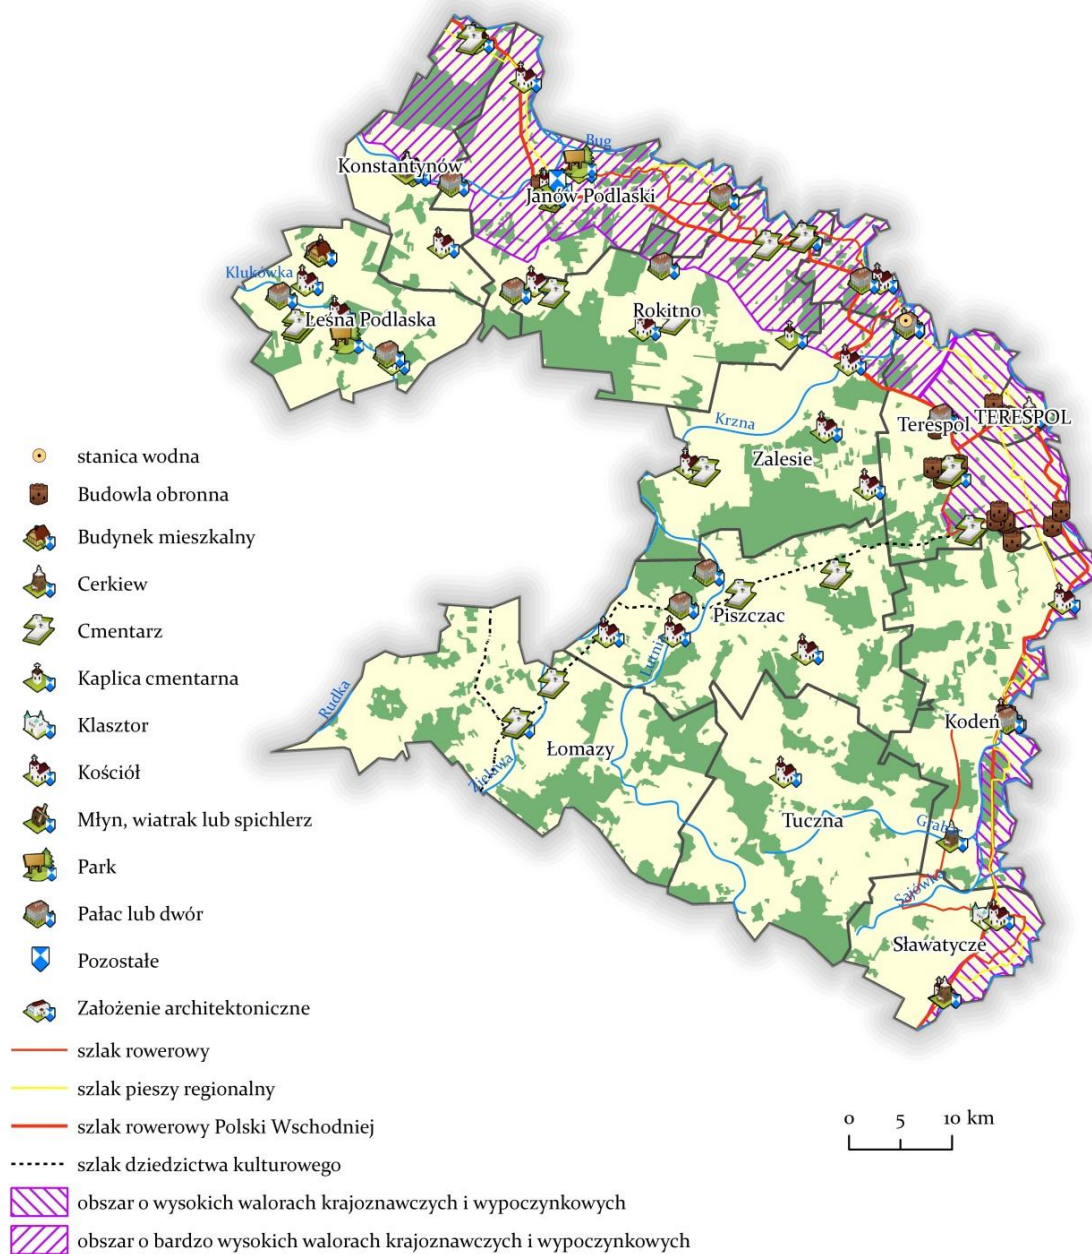 Bug
Konstantynów
Janów Podlaski
Klukówka
Leśna Podlaska
Rokitno
Krzna
Terespol
TERESPOL
Zalesie
Piszczac
Lutnia
Rudka
Zielawa
Łomazy
Kodeń
Tuczna
Grabar
Sajówka
Sławatycze
stanica wodna
Budowla obronna
Budynek mieszkalny
Cerkiew
Cmentarz
Kaplica cmentarna
Klasztor
Kościół
Młyn, wiatrak lub spichlerz
Park
Pałac lub dwór
Pozostałe
Założenie architektoniczne
szlak rowerowy
szlak pieszy regionalny
szlak rowerowy Polski Wschodniej
szlak dziedzictwa kulturowego
obszar o wysokich walorach krajoznawczych i wypoczynkowych
obszar o bardzo wysokich walorach krajoznawczych i wypoczynkowych
0 5 10 km